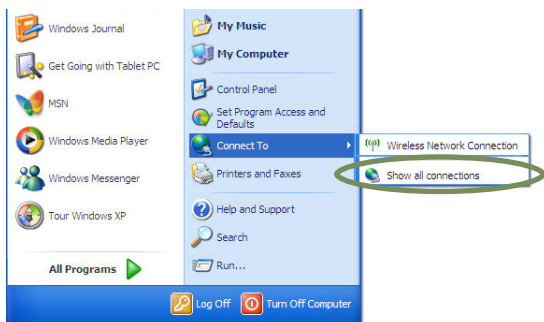 Windows Journal
Get Going with Tablet PC
MSN
Windows Media Player
Windows Messenger
Tour Windows XP
All Programs
My Music
My Computer
Control Panel
Set Program Access and
Defaults
Connect To
Printers and Faxes
Help and Support
Search
Run...
Wireless Network Connection
Show all connections
Log Off
Turn Off Computer